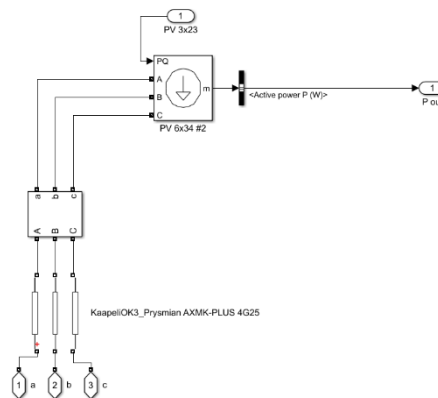 1
PV 3x23
PQ
A
B
C
m
PV 6x34 #2
<Active power P (W)>
1
P ou
a
b
c
A
B
C
KaapeliOK3_Prysmian AXMK-PLUS 4G25
1 a
2 b
3 c